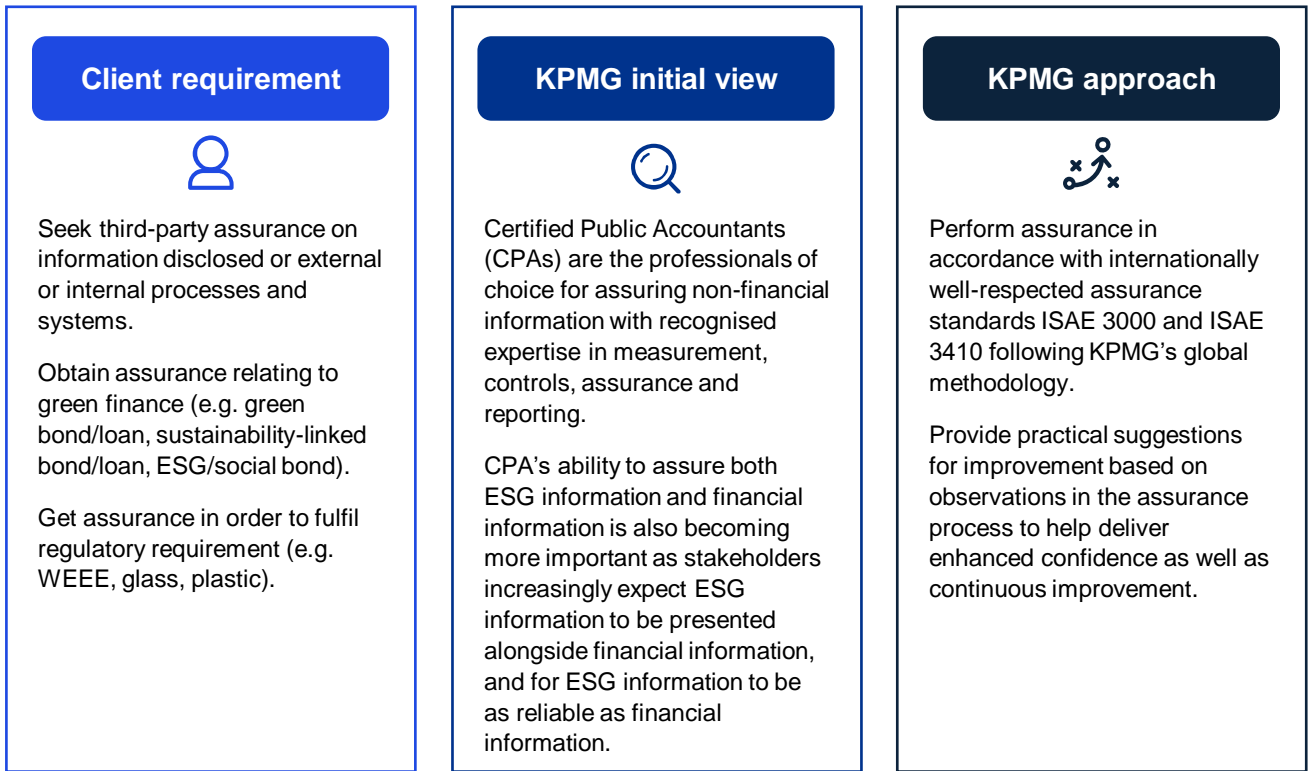 Client requirement
Seek third-party assurance on
information disclosed or external
or internal processes and
systems.
Obtain assurance relating to
green finance (e.g. green
bond/loan, sustainability-linked
bond/loan, ESG/social bond).
Get assurance in order to fulfil
regulatory requirement (e.g.
WEEE, glass, plastic).
KPMG initial view
Certified Public Accountants
(CPAs) are the professionals of
choice for assuring non-financial
information with recognised
expertise in measurement,
controls, assurance and
reporting.
CPA’s ability to assure both
ESG information and financial
information is also becoming
more important as stakeholders
increasingly expect ESG
information to be presented
alongside financial information,
and for ESG information to be
as reliable as financial
information.
KPMG approach
Perform assurance in
accordance with internationally
well-respected assurance
standards ISAE 3000 and ISAE
3410 following KPMG’s global
methodology.
Provide practical suggestions
for improvement based on
observations in the assurance
process to help deliver
enhanced confidence as well as
continuous improvement.